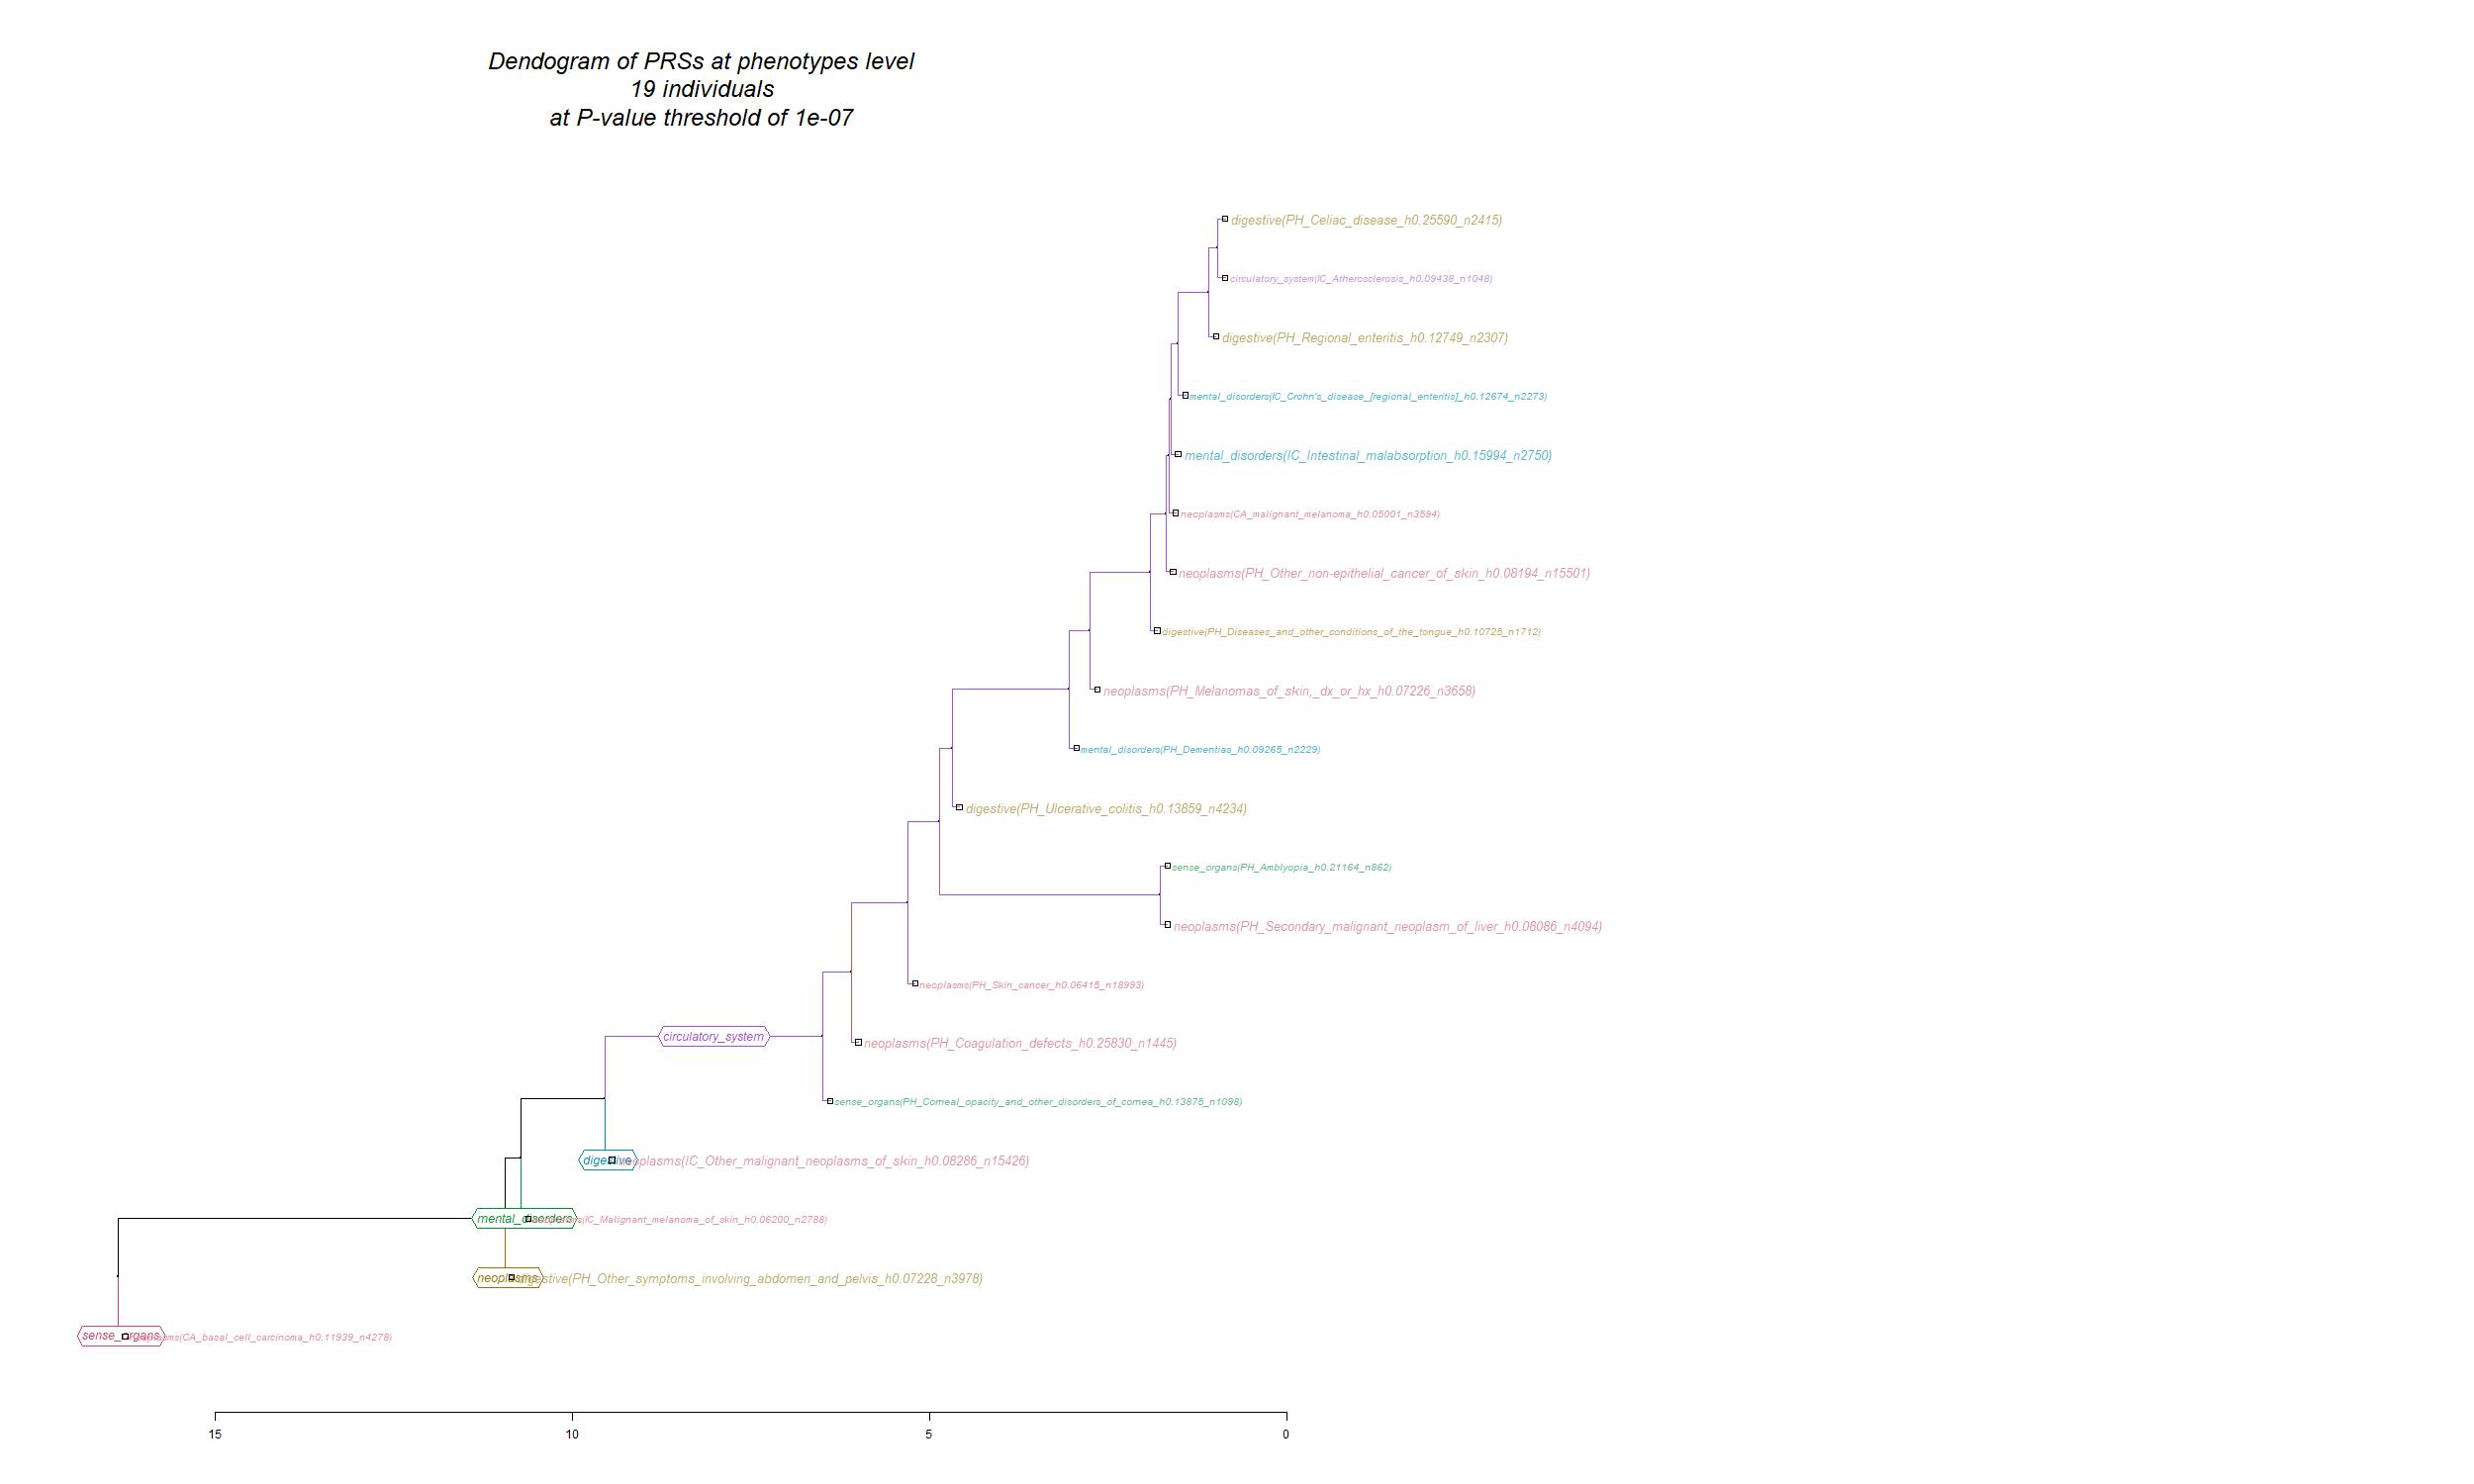 Dendogram of PRSs at phenotypes level
19 individuals
at P-value threshold of 1e-07
digestive(PH_Celiac_disease_h0.25590_n2415)
circulatory_system(IC_Atherosclerosis_h0.09438_n1048)
digestive(PH_Regional_enteritis_h0.12749_n2307)
mental_disorders(IC_Crohn's_disease_[regional_enteritis]_h0.12674_n2273)
mental_disorders(IC_Intestinal_malabsorption_h0.15994_n2750)
neoplasms(CA_malignant_melanoma_h0.05001_n3594)
neoplasms(PH_Other_non-epithelial_cancer_of_skin_h0.08194_n15501)
digestive(PH_Diseases_and_other_conditions_of_the_tongue_h0.10725_n1712)
neoplasms(PH_Melanomas_of_skin,_dx_or_hx_h0.07226_n3658)
mental_disorders(PH_Dementias_h0.09265_n2229)
digestive(PH_Ulcerative_colitis_h0.13859_n4234)
sense_organs(PH_Amblyopia_h0.21164_n862)
neoplasms(PH_Secondary_malignant_neoplasm_of_liver_h0.08086_n4094)
neoplasms(PH_Skin_cancer_h0.06415_n18993)
circulatory_system
neoplasms(PH_Coagulation_defects_h0.25830_n1445)
sense_organs(PH_Corneal_opacity_and_other_disorders_of_cornea_h0.13875_n1098)
digestive neoplasms(IC_Other_malignant_neoplasms_of_skin_h0.08286_n15426)
mental_disorders neoplasms(IC_Malignant_melanoma_of_skin_h0.06200_n2788)
neoplasms digestive(PH_Other_symptoms_involving_abdomen_and_pelvis_h0.07228_n3978)
sense_organs neoplasms(CA_basal_cell_carcinoma_h0.11939_n4278)
15 10 5 0